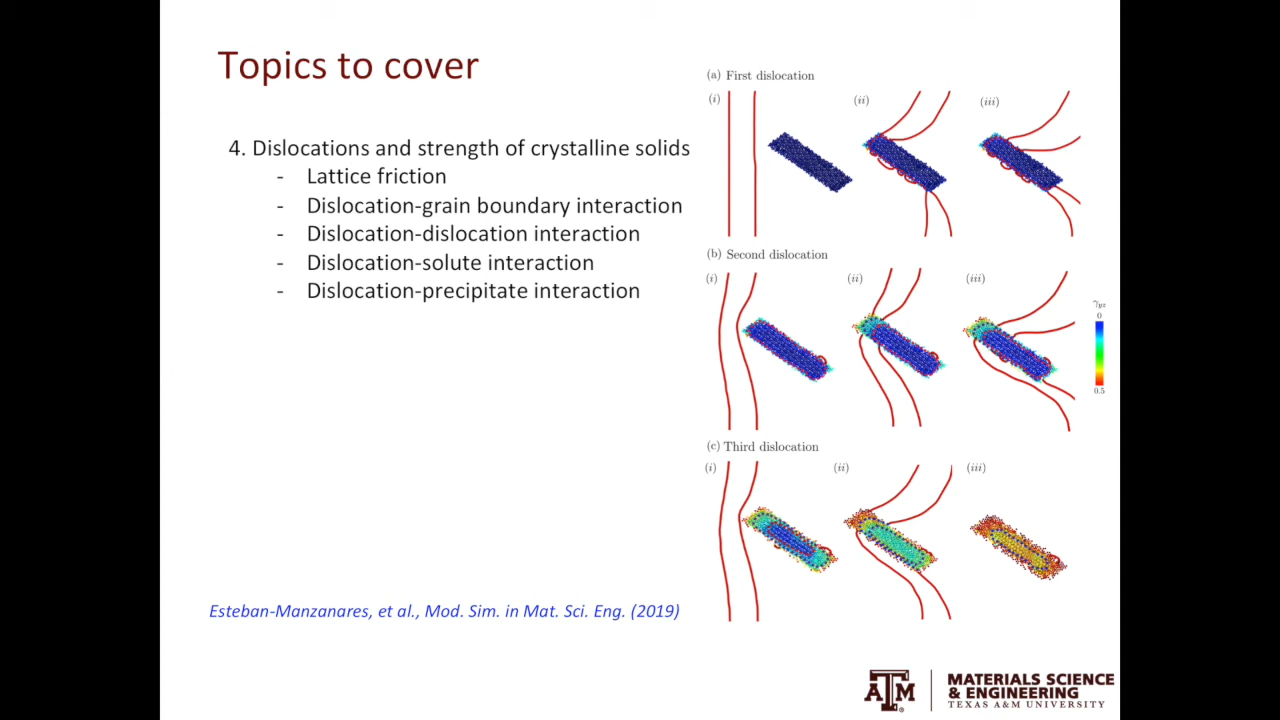 Topics to cover
4. Dislocations and strength of crystalline solids
- Lattice friction
- Dislocation-grain boundary interaction
- Dislocation-dislocation interaction
- Dislocation-solute interaction
- Dislocation-precipitate interaction
Esteban-Manzanares, et al., Mod. Sim. in Mat. Sci. Eng. (2019)
(a) First dislocation
(i) (ii) (iii)
(b) Second dislocation
(i) (ii) (iii)
γyz
0
0.5
(c) Third dislocation
(i) (ii) (iii)
ATM
MATERIALS SCIENCE
& ENGINEERING
TEXAS A&M UNIVERSITY